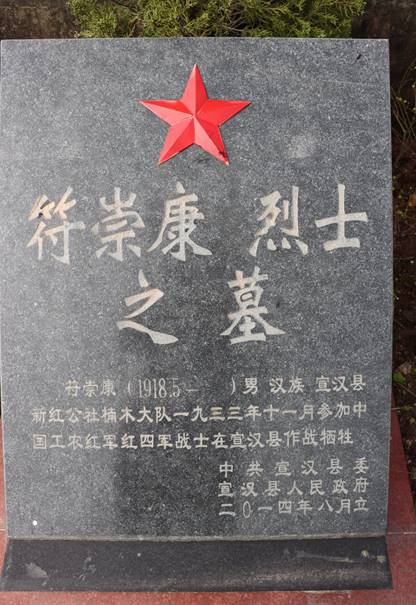 符崇康 烈士
之墓
符崇康（1918.5－　　）男 汉族 宣汉县
新红公社楠木大队一九三三年十一月参加中
国工农红军红四军战士在宣汉县作战牺牲
中共宣汉县委
宣汉县人民政府
二〇一四年八月立